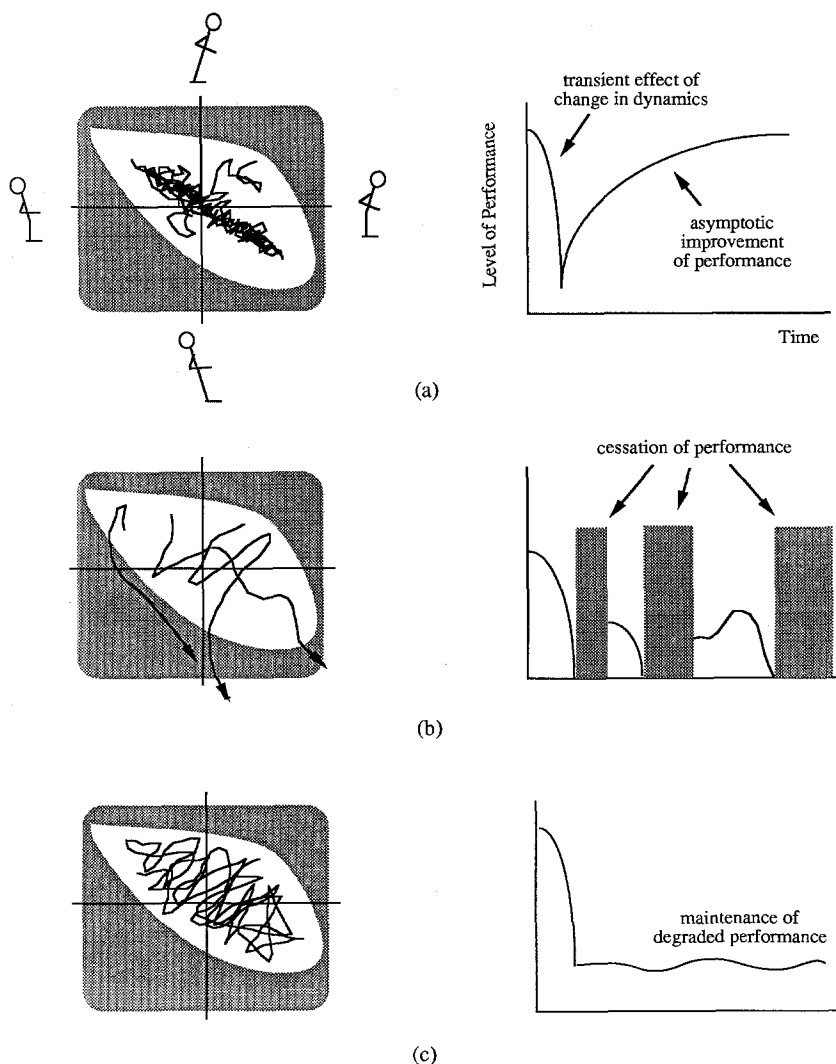 transient effect of
change in dynamics
Level of Performance
asymptotic
improvement
of performance
Time
(a)
cessation of performance
(b)
maintenance of
degraded performance
(c)